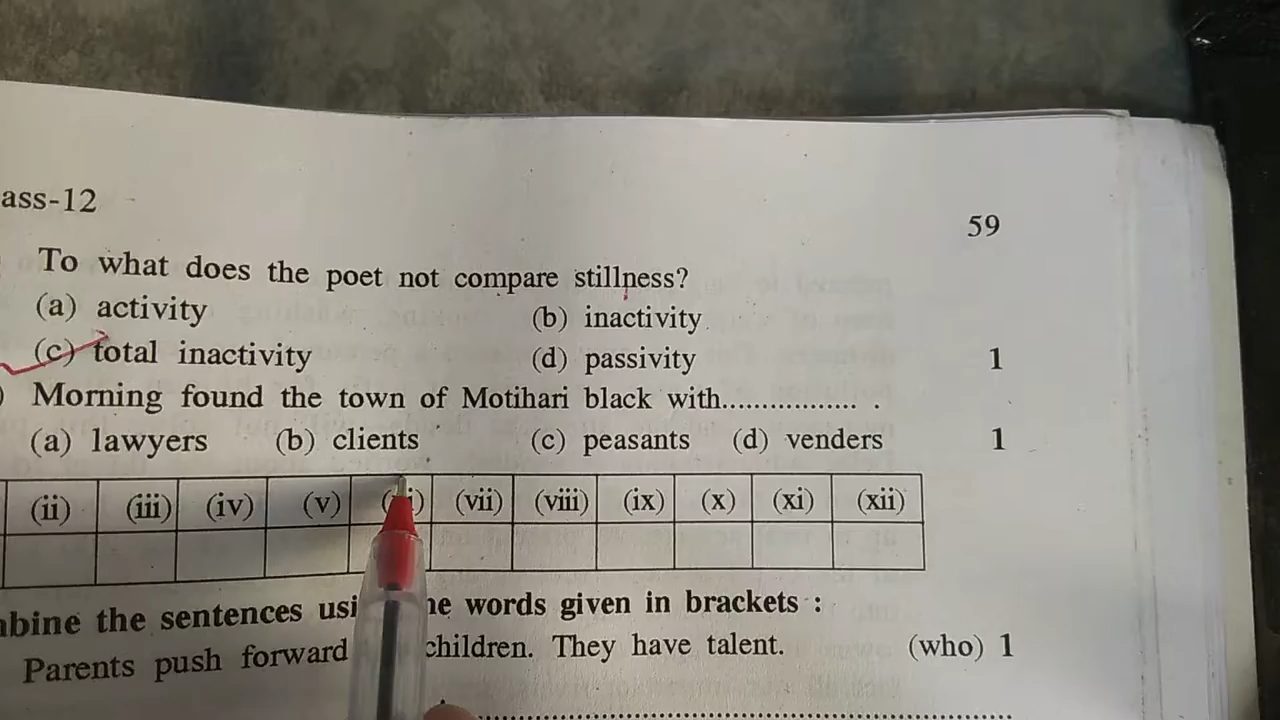 ass-12
59
To what does the poet not compare stillness?
(a) activity (b) inactivity
(c) total inactivity (d) passivity 1
) Morning found the town of Motihari black with................. .
(a) lawyers (b) clients (c) peasants (d) venders 1
(ii) (iii) (iv) (v) (vii) (viii) (ix) (x) (xi) (xii)
bine the sentences usi he words given in brackets :
Parents push forward children. They have talent. (who) 1